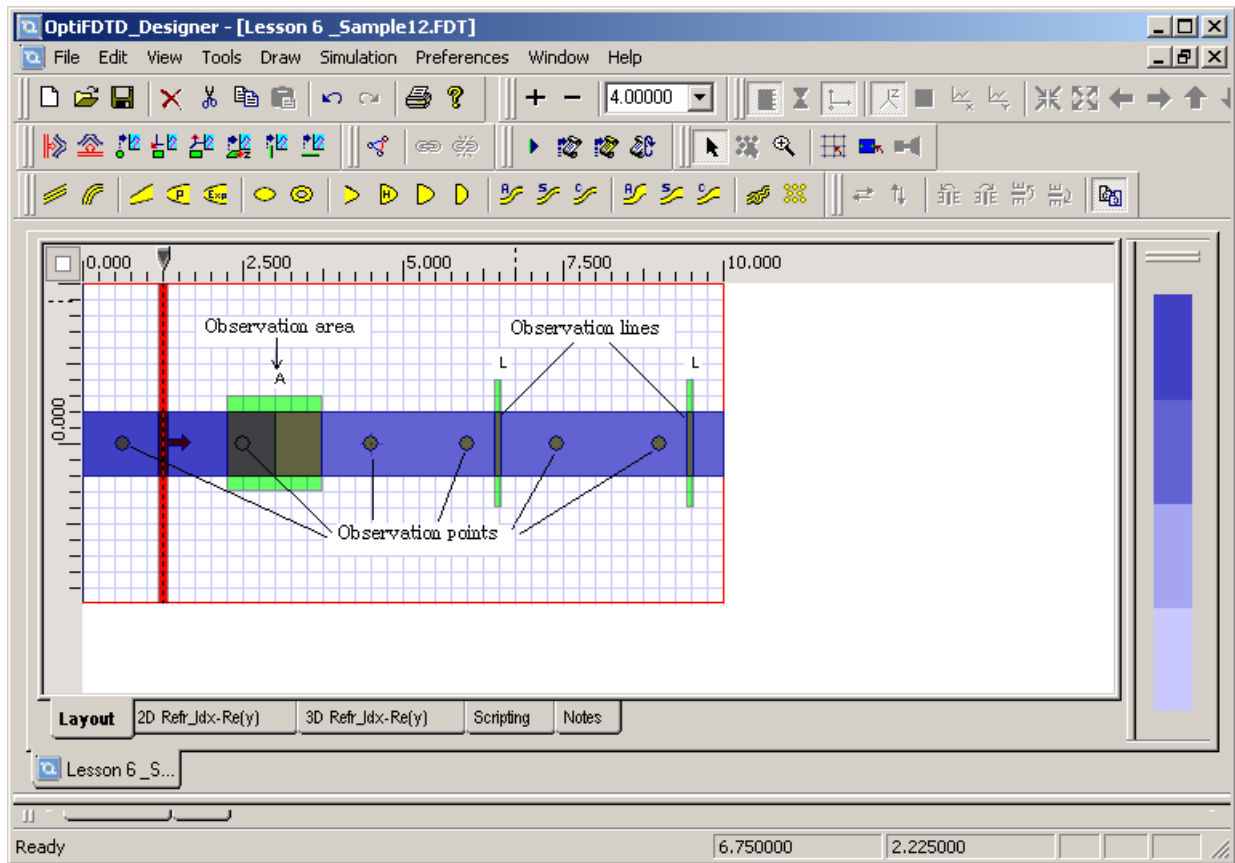 OptiFDTD_Designer - [Lesson 6 _Sample12.FDT]
File Edit View Tools Draw Simulation Preferences Window Help
4.00000
0.000 2.500 5.000 7.500 10.000
Observation area
Observation lines
L
L
A
0.000
Observation points
Layout
2D Refr_Idx-Re(y)
3D Refr_Idx-Re(y)
Scripting
Notes
Lesson 6 _S...
Ready
6.750000
2.225000